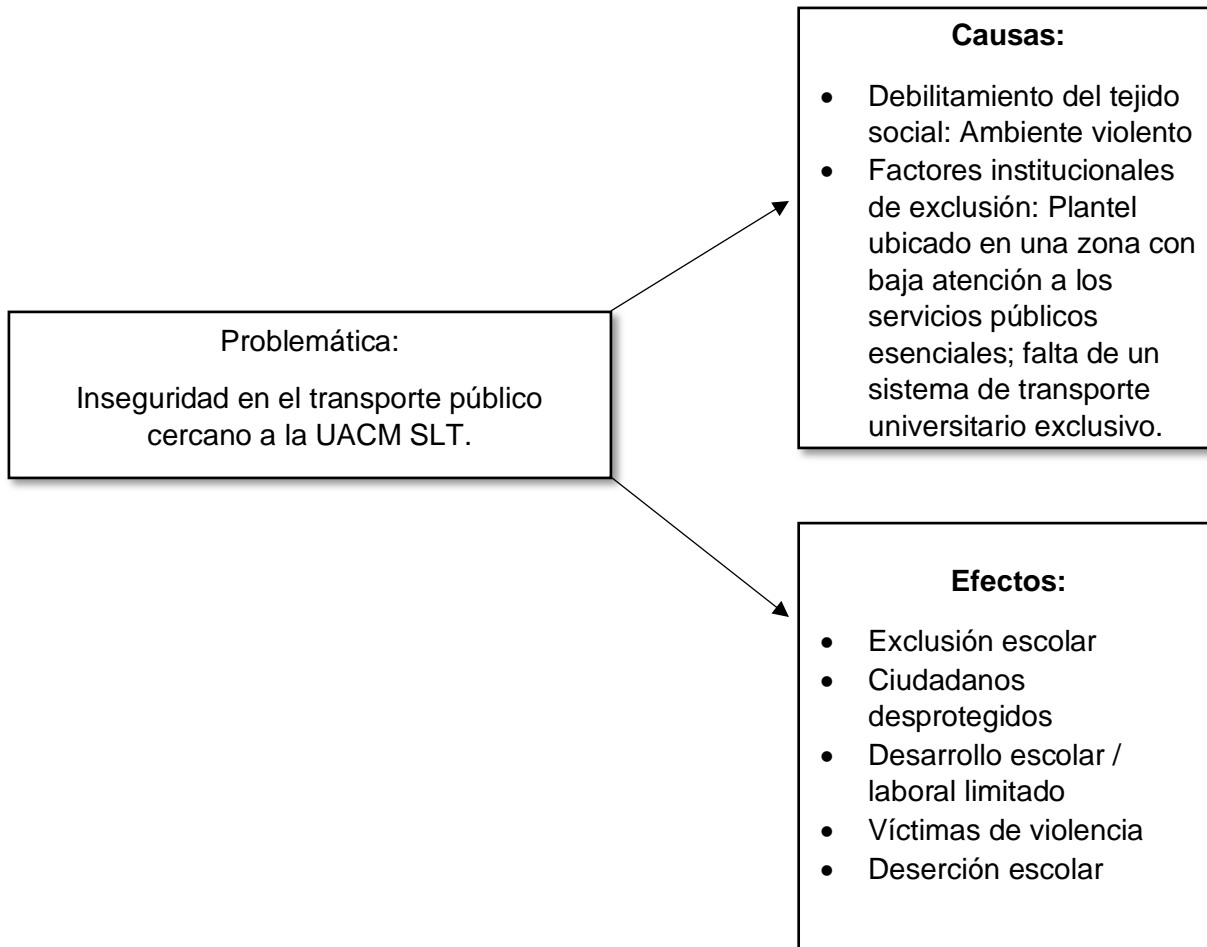 Causas:
• Debilitamiento del tejido
social: Ambiente violento
• Factores institucionales
de exclusión: Plantel
ubicado en una zona con
baja atención a los
servicios públicos
esenciales; falta de un
sistema de transporte
universitario exclusivo.
Problemática:
Inseguridad en el transporte público
cercano a la UACM SLT.
Efectos:
• Exclusión escolar
• Ciudadanos
desprotegidos
• Desarrollo escolar /
laboral limitado
• Víctimas de violencia
• Deserción escolar